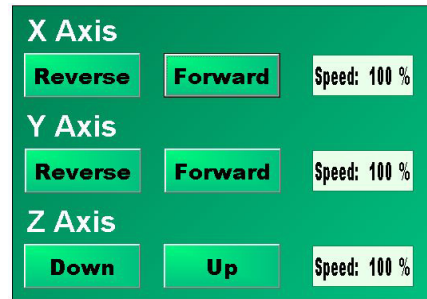 X Axis
Reverse Forward Speed: 100 %
Y Axis
Reverse Forward Speed: 100 %
Z Axis
Down Up Speed: 100 %